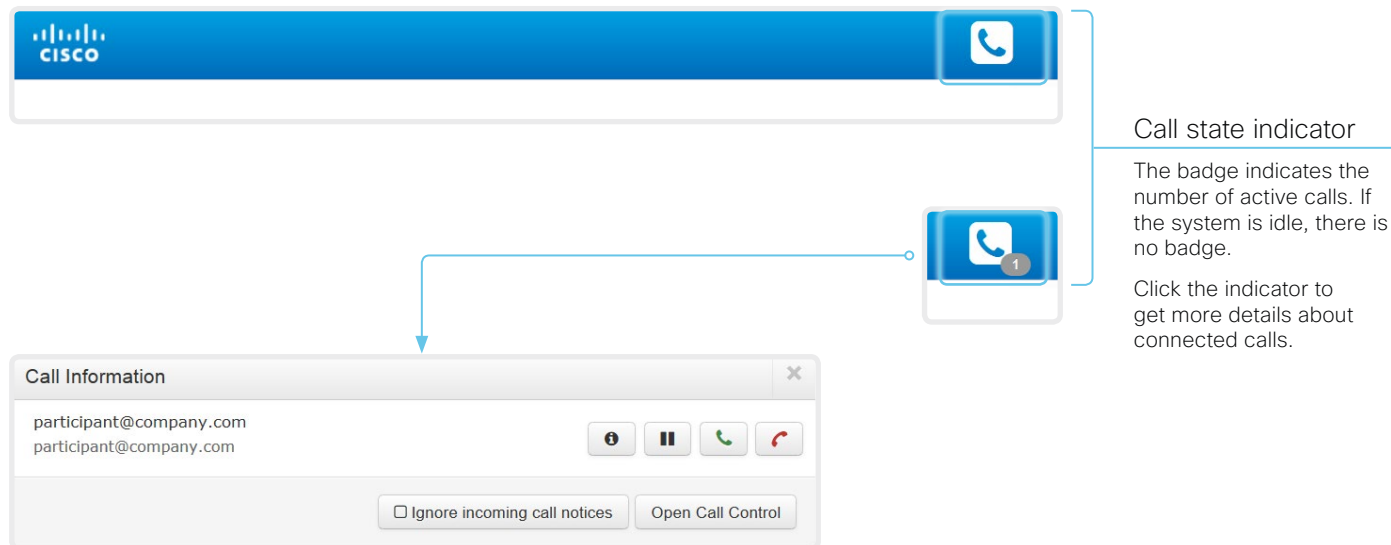 CISCO
Call state indicator
The badge indicates the
number of active calls. If
the system is idle, there is
no badge.
Click the indicator to
get more details about
connected calls.
1
Call Information
participant@company.com
participant@company.com
Ignore incoming call notices
Open Call Control